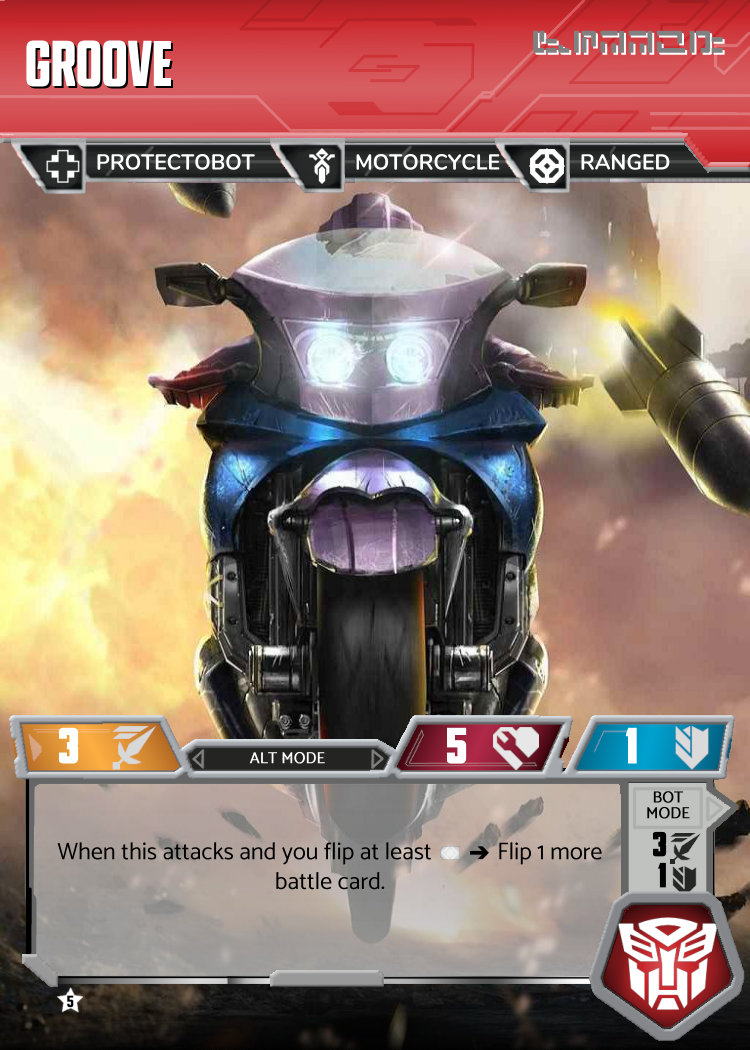 GROOVE
PROTECTOBOT MOTORCYCLE RANGED
3 ALT MODE 5 1
BOT
MODE
3
1
When this attacks and you flip at least ➔ Flip 1 more
battle card.
5